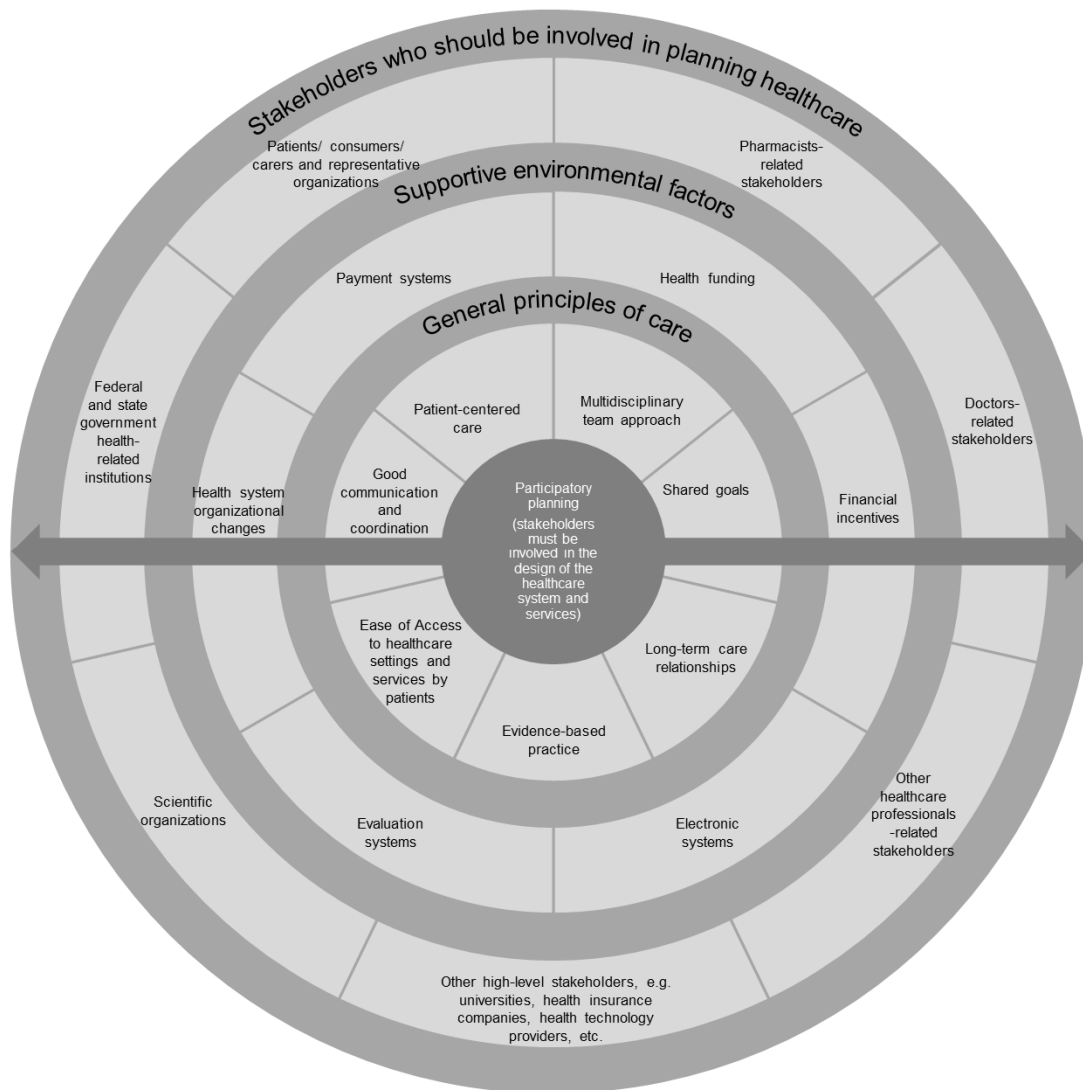 Stakeholders who should be involved in planning healthcare
Patients/ consumers/
carers and representative
organizations
Pharmacists-
related
stakeholders
Supportive environmental factors
Payment systems
Health funding
General principles of care
Federal
and state
government
health-
related
institutions
Doctors-
related
stakeholders
Patient-centered
care
Multidisciplinary
team approach
Health system
organizational
changes
Good
communication
and
coordination
Participatory
planning
(stakeholders
must be
involved in the
design of the
healthcare
system and
services)
Shared goals
Financial
incentives
Ease of Access
to healthcare
settings and
services by
patients
Long-term care
relationships
Evidence-based
practice
Scientific
organizations
Evaluation
systems
Electronic
systems
Other
healthcare
professionals
-related
stakeholders
Other high-level stakeholders, e.g.
universities, health insurance
companies, health technology
providers, etc.